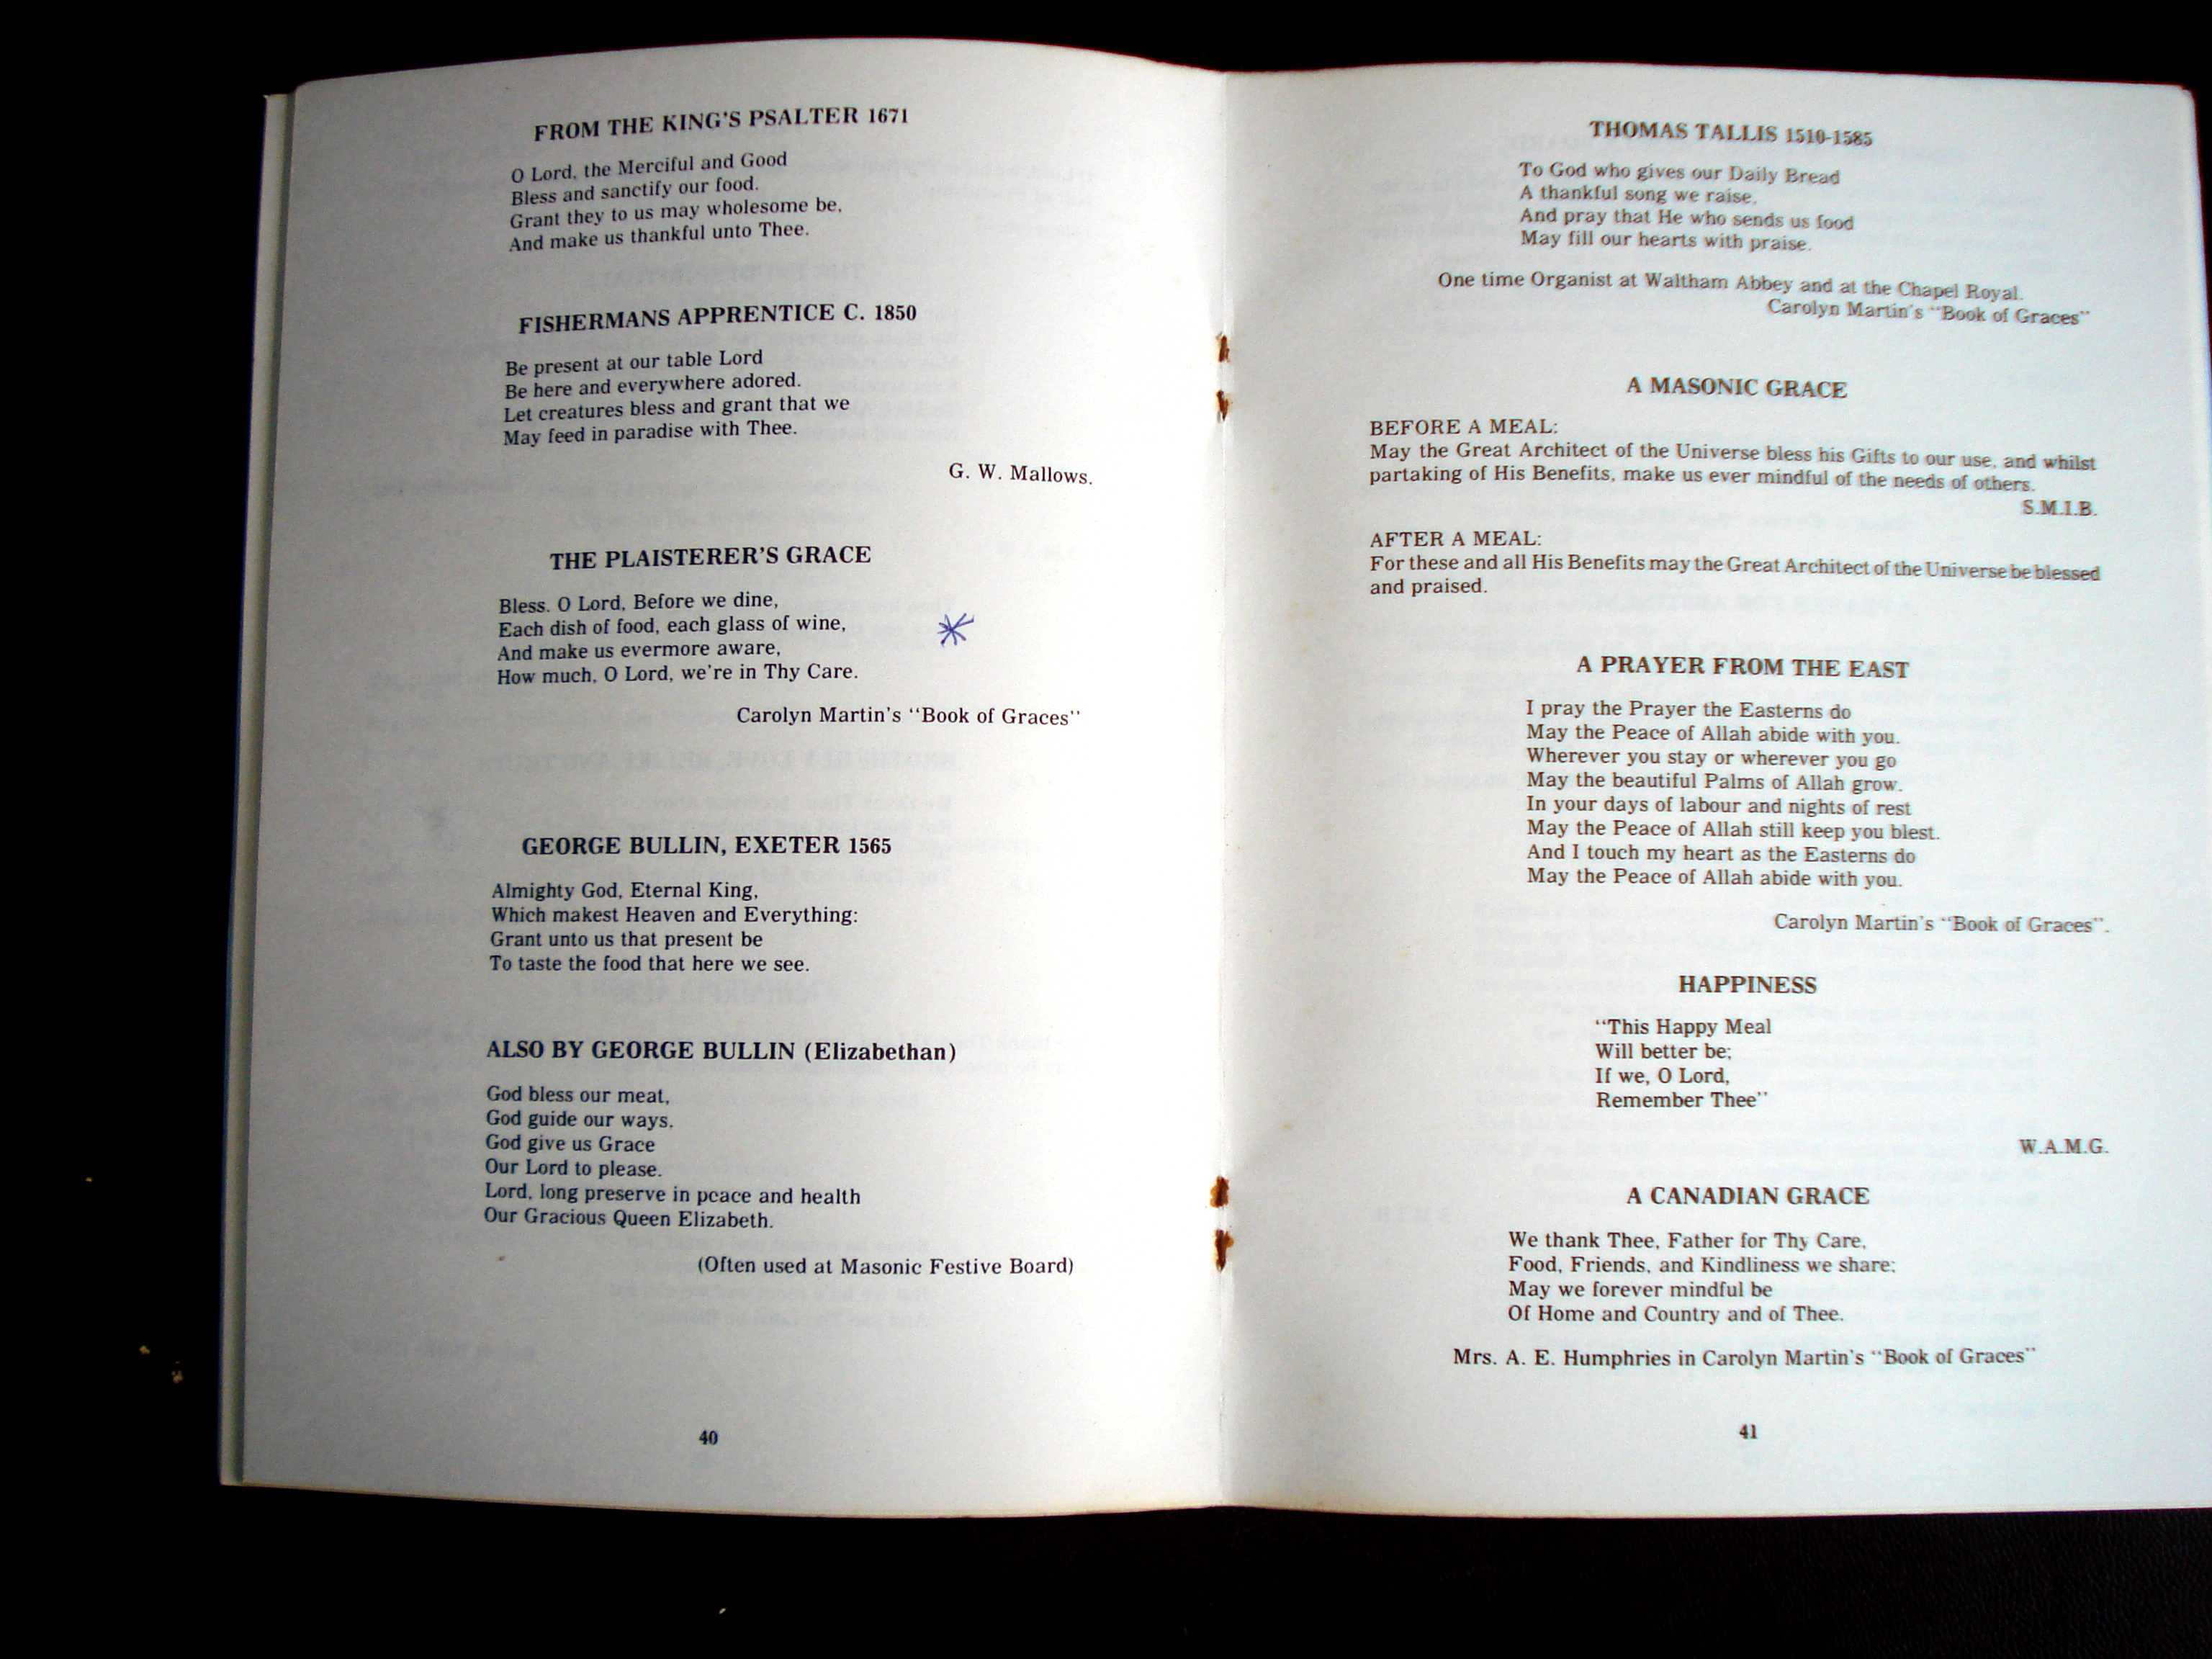 FROM THE KING'S PSALTER 1671
O Lord, the Merciful and Good
Bless and sanctify our food.
Grant they to us may wholesome be,
And make us thankful unto Thee.
FISHERMANS APPRENTICE C. 1850
Be present at our table Lord
Be here and everywhere adored.
Let creatures bless and grant that we
May feed in paradise with Thee.
G. W. Mallows.
THE PLAISTERER'S GRACE
Bless. O Lord, Before we dine,
Each dish of food, each glass of wine,
And make us evermore aware,
How much, O Lord, we're in Thy Care.
Carolyn Martin's "Book of Graces"
GEORGE BULLIN, EXETER 1565
Almighty God, Eternal King,
Which makest Heaven and Everything:
Grant unto us that present be
To taste the food that here we see.
ALSO BY GEORGE BULLIN (Elizabethan)
God bless our meat,
God guide our ways.
God give us Grace
Our Lord to please.
Lord, long preserve in peace and health
Our Gracious Queen Elizabeth.
(Often used at Masonic Festive Board)
40
THOMAS TALLIS 1510-1585
To God who gives our Daily Bread
A thankful song we raise,
And pray that He who sends us food
May fill our hearts with praise.
One time Organist at Waltham Abbey and at the Chapel Royal.
Carolyn Martin's "Book of Graces"
A MASONIC GRACE
BEFORE A MEAL:
May the Great Architect of the Universe bless his Gifts to our use, and whilst
partaking of His Benefits, make us ever mindful of the needs of others.
S.M.I.B.
AFTER A MEAL:
For these and all His Benefits may the Great Architect of the Universe be blessed
and praised.
A PRAYER FROM THE EAST
I pray the Prayer the Easterns do
May the Peace of Allah abide with you.
Wherever you stay or wherever you go
May the beautiful Palms of Allah grow.
In your days of labour and nights of rest
May the Peace of Allah still keep you blest.
And I touch my heart as the Easterns do
May the Peace of Allah abide with you.
Carolyn Martin's "Book of Graces".
HAPPINESS
"This Happy Meal
Will better be;
If we, O Lord,
Remember Thee"
W.A.M.G.
A CANADIAN GRACE
We thank Thee, Father for Thy Care,
Food, Friends, and Kindliness we share;
May we forever mindful be
Of Home and Country and of Thee.
Mrs. A. E. Humphries in Carolyn Martin's "Book of Graces"
41